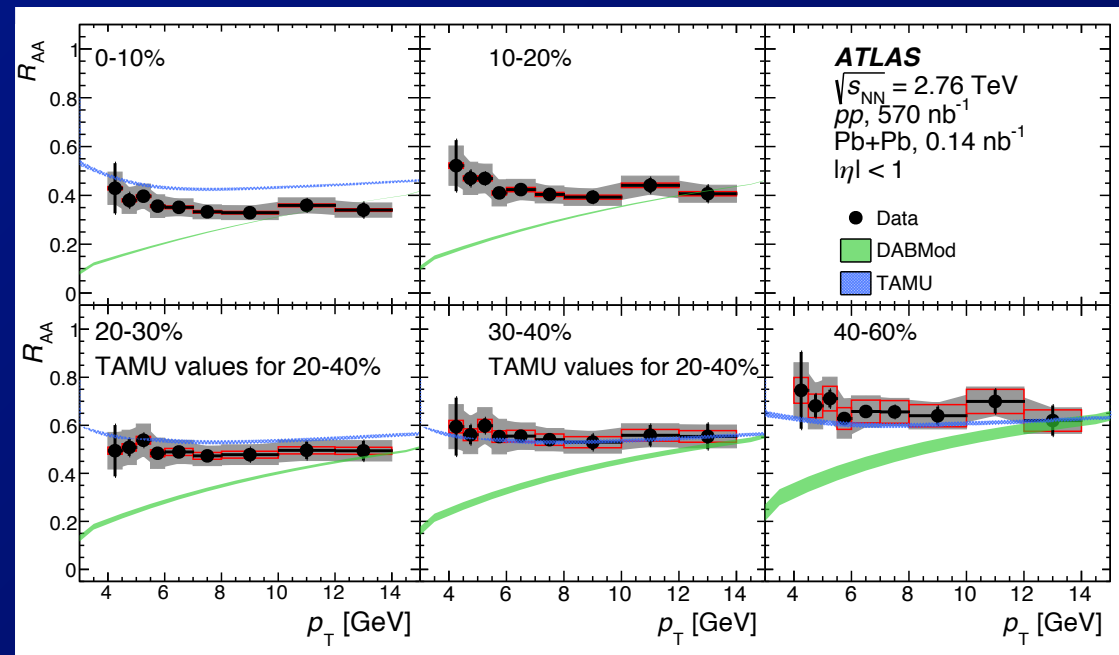 R_AA
1
0.8
0.6
0.4
0.2
0
0-10%
10-20%
ATLAS
√s_NN = 2.76 TeV
pp, 570 nb⁻¹
Pb+Pb, 0.14 nb⁻¹
|η| < 1
Data
DABMod
TAMU
R_AA
1
0.8
0.6
0.4
0.2
0
20-30%
TAMU values for 20-40%
30-40%
TAMU values for 20-40%
40-60%
4 6 8 10 12 14
4 6 8 10 12 14
4 6 8 10 12 14
p_T [GeV]
p_T [GeV]
p_T [GeV]